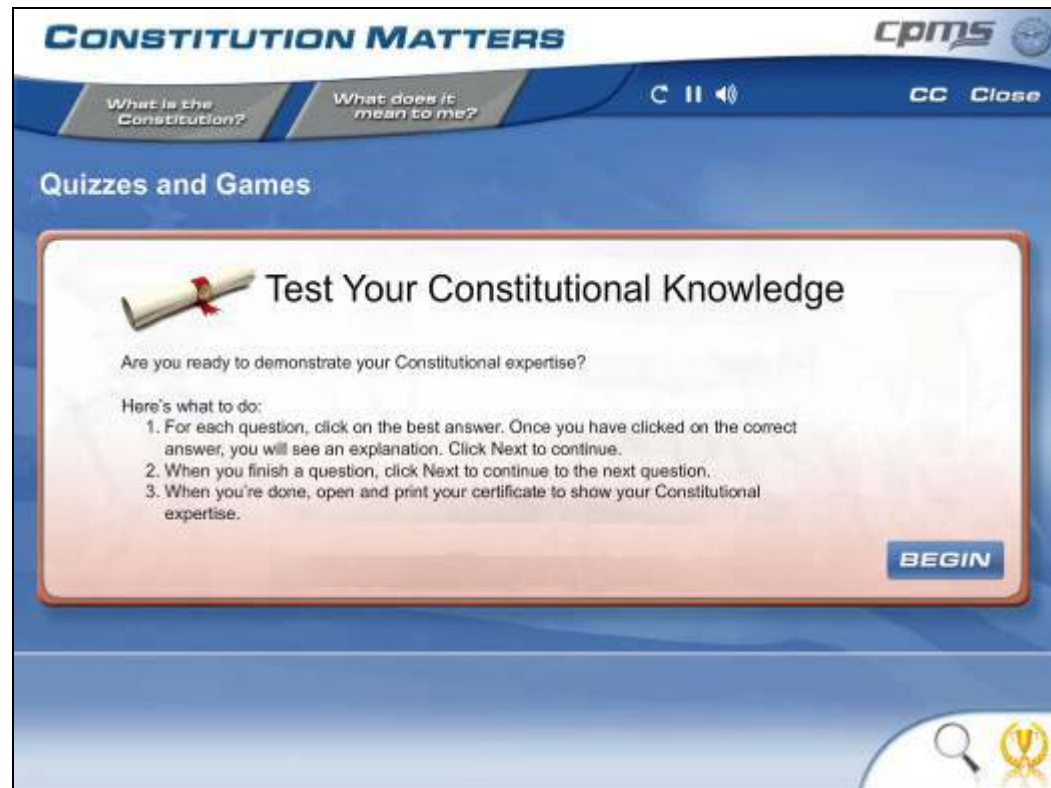 CONSTITUTION MATTERS
cpms
What is the
Constitution?
What does it
mean to me?
CC Close
Quizzes and Games
Test Your Constitutional Knowledge
Are you ready to demonstrate your Constitutional expertise?
Here's what to do:
1. For each question, click on the best answer. Once you have clicked on the correct
answer, you will see an explanation. Click Next to continue.
2. When you finish a question, click Next to continue to the next question.
3. When you're done, open and print your certificate to show your Constitutional
expertise.
BEGIN